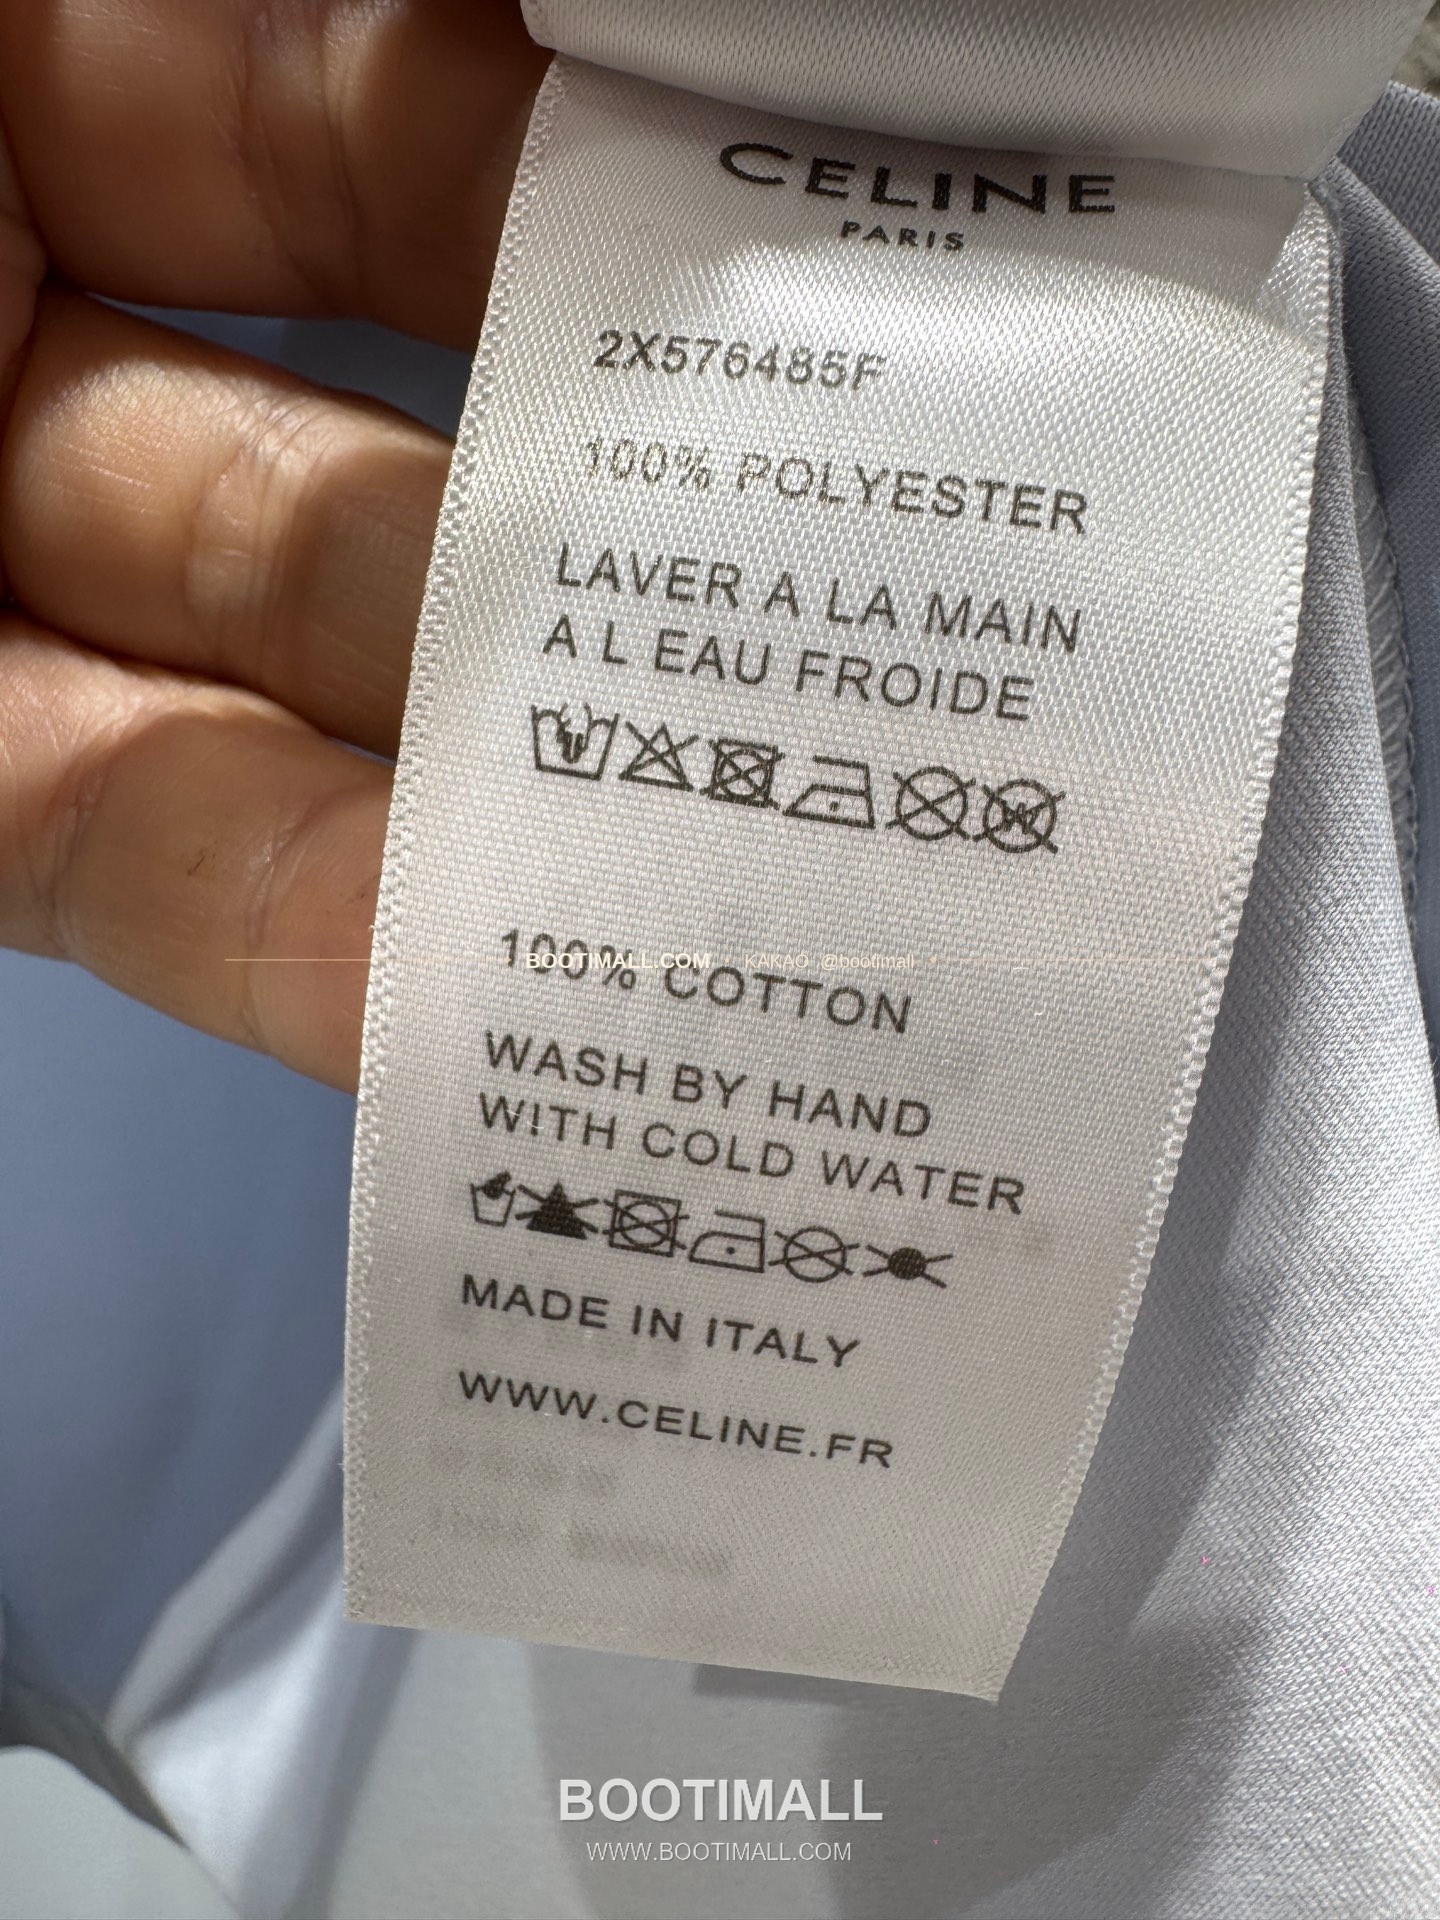 CELINE
PARIS
2X576485F
100% POLYESTER
LAVER A LA MAIN
A L EAU FROIDE
100% COTTON
BOOTIMALL.COM KAKAO @bootimall
WASH BY HAND
WITH COLD WATER
MADE IN ITALY
WWW.CELINE.FR
BOOTIMALL
WWW.BOOTIMALL.COM